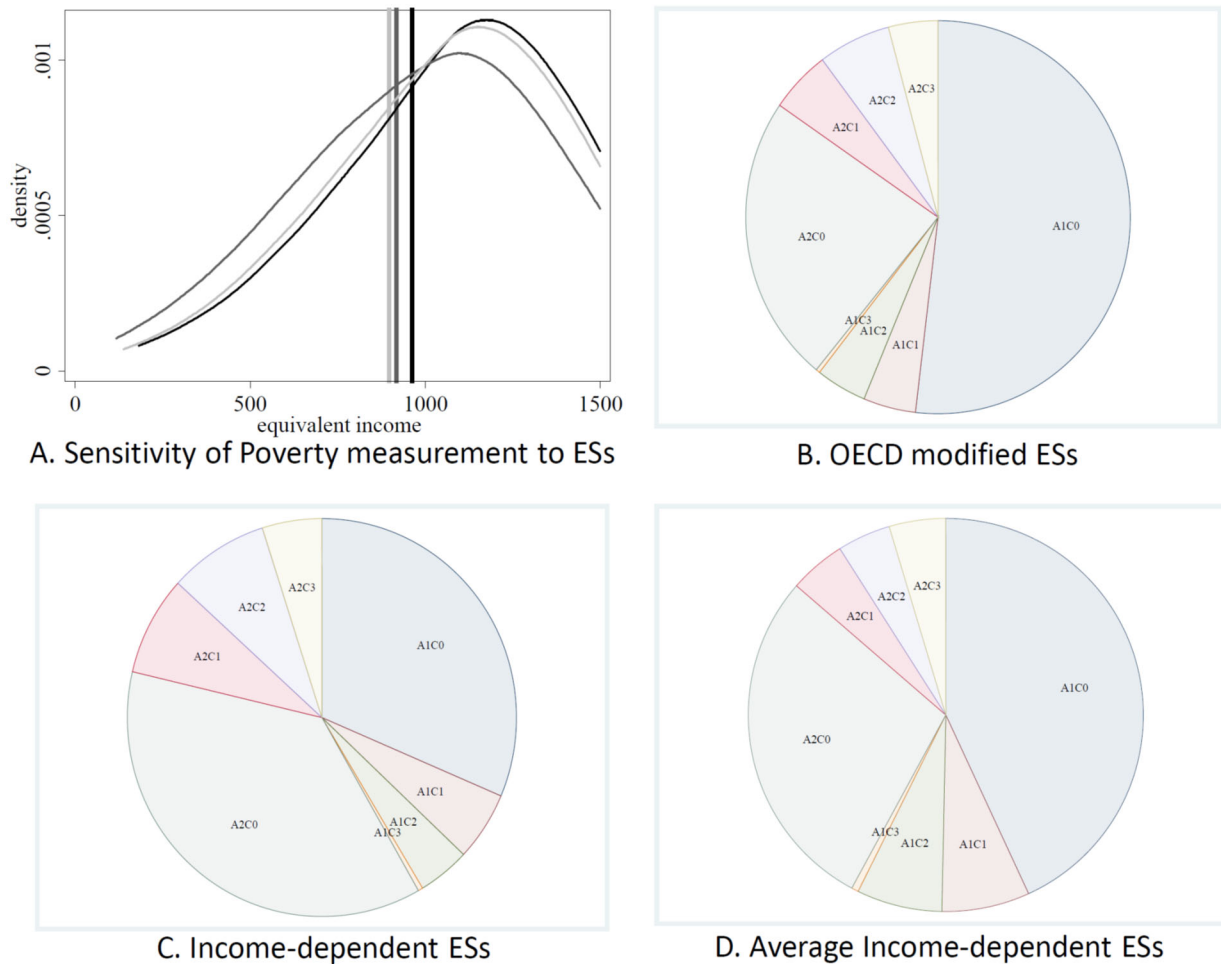 .001
.0005
0
density
0 500 1000 1500
equivalent income
A. Sensitivity of Poverty measurement to ESs
A2C3
A2C2
A2C1
A2C0
A1C0
A1C3
A1C2
A1C1
B. OECD modified ESs
A2C3
A2C2
A2C1
A1C0
A2C0
A1C1
A1C2
A1C3
C. Income-dependent ESs
A2C3
A2C2
A2C1
A1C0
A2C0
A1C3
A1C2
A1C1
D. Average Income-dependent ESs